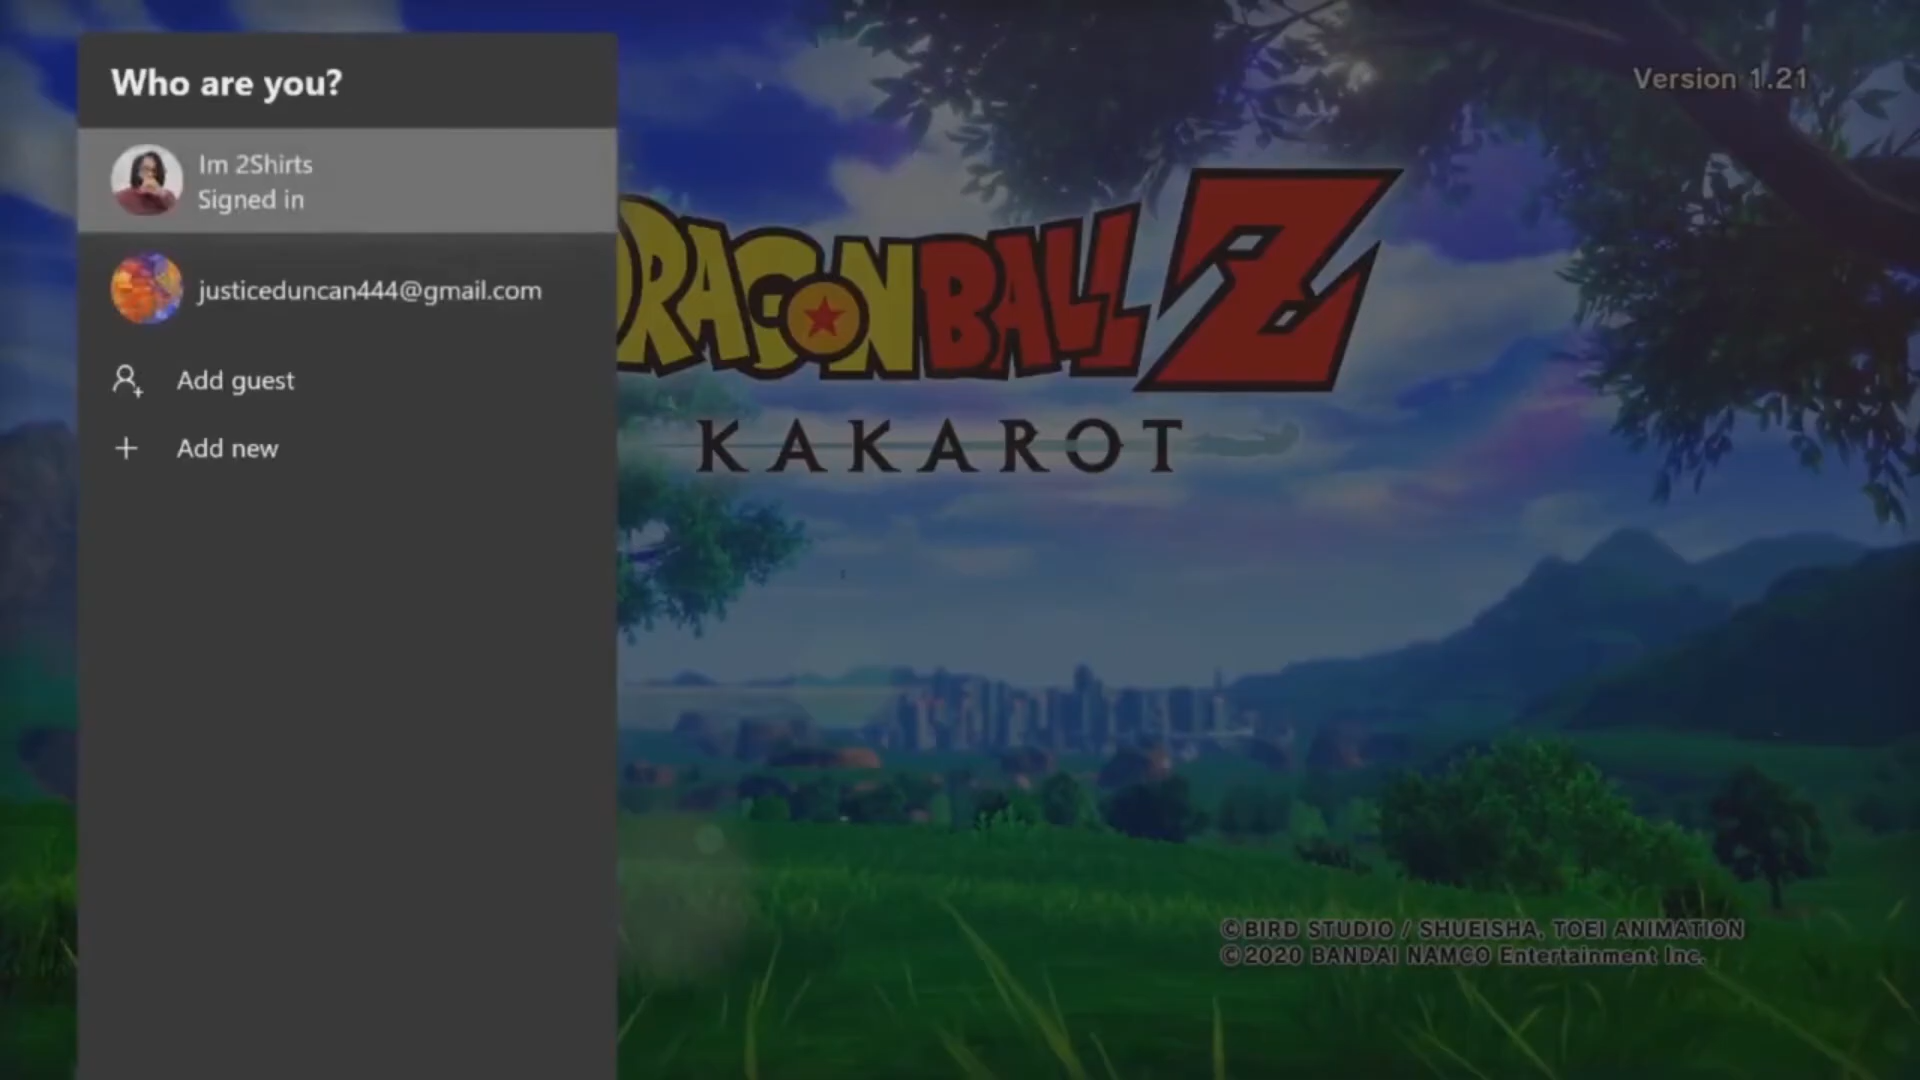 Who are you?
Im 2Shirts
Signed in
justiceduncan444@gmail.com
Add guest
Add new
Version 1.21
DRAGON BALL Z
KAKAROT
©BIRD STUDIO / SHUEISHA, TOEI ANIMATION
©2020 BANDAI NAMCO Entertainment Inc.